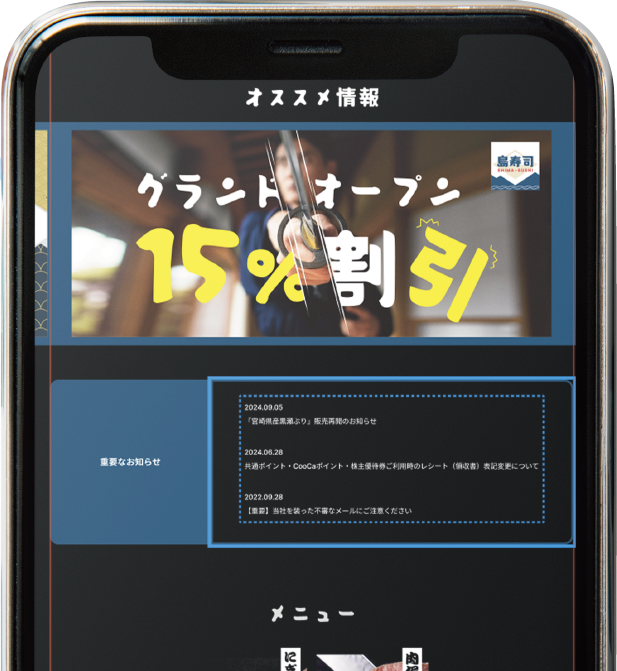 オススメ情報
島寿司
SHIMA-SUSHI
グランドオープン
15%割引
重要なお知らせ
2024.09.05
「宮崎県産黒瀬ぶり」販売再開のお知らせ
2024.06.28
共通ポイント・CooCaポイント・株主優待券ご利用時のレシート（領収書）表記変更について
2022.09.28
【重要】当社を装った不審なメールにご注意ください
メニュー